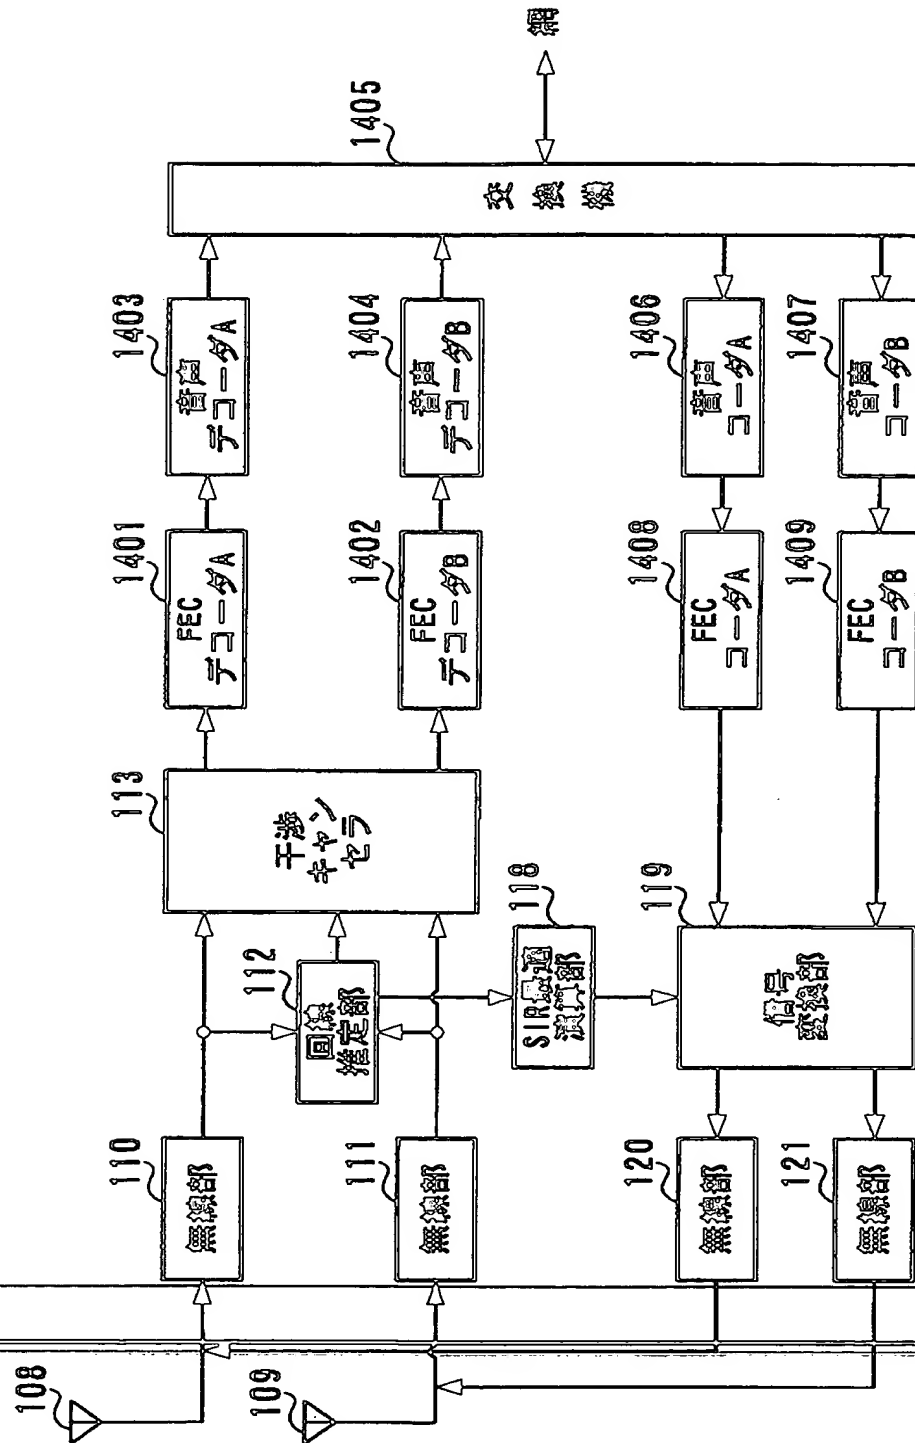 108
110
無線部
113
干渉
キャン
セラ
1401
FEC
デコーダA
1403
音声
デコーダA
1405
交換機
網
112
回線
推定部
109
111
無線部
1402
FEC
デコーダB
1404
音声
デコーダB
118
SIR最適
演算部
120
無線部
119
信号
変換部
1408
FEC
コーダA
1406
音声
コーダA
121
無線部
1409
FEC
コーダB
1407
音声
コーダB